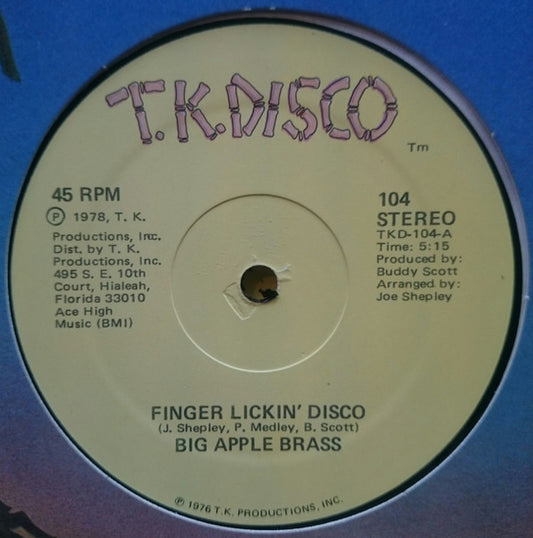 T.K. DISCO
Tm
45 RPM
Ⓟ 1978, T. K.
Productions, Inc.
Dist. by T. K.
Productions, Inc.
495 S. E. 10th
Court, Hialeah,
Florida 33010
Ace High
Music (BMI)
104
STEREO
TKD-104-A
Time: 5:15
Produced by:
Buddy Scott
Arranged by:
Joe Shepley
FINGER LICKIN' DISCO
(J. Shepley, P. Medley, B. Scott)
BIG APPLE BRASS
Ⓟ 1976 T.K. PRODUCTIONS, INC.